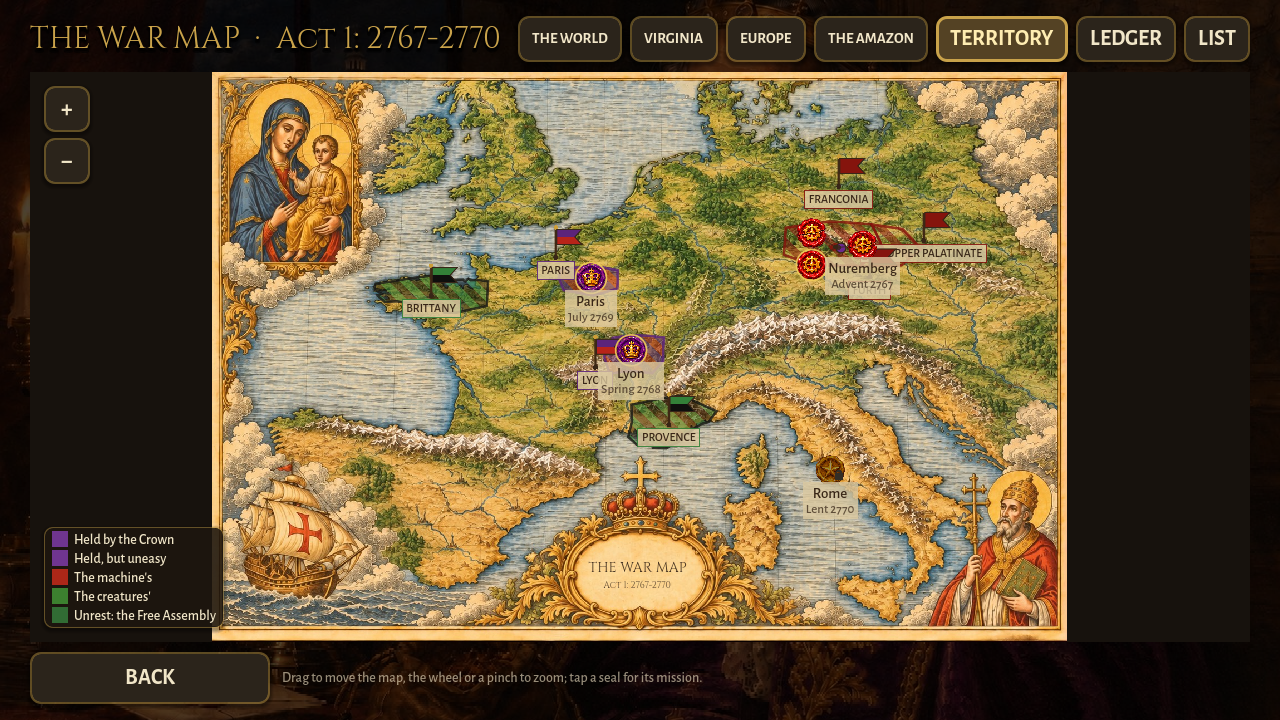 THE WAR MAP · ACT 1: 2767-2770
THE WORLD
VIRGINIA
EUROPE
THE AMAZON
TERRITORY
LEDGER
LIST
+
−
FRANCONIA
UPPER PALATINATE
Nuremberg
Advent 2767
PARIS
Paris
July 2769
BRITTANY
Lyon
Spring 2768
PROVENCE
Rome
Lent 2770
THE WAR MAP
ACT 1: 2767-2770
Held by the Crown
Held, but uneasy
The machine's
The creatures'
Unrest: the Free Assembly
BACK
Drag to move the map, the wheel or a pinch to zoom; tap a seal for its mission.